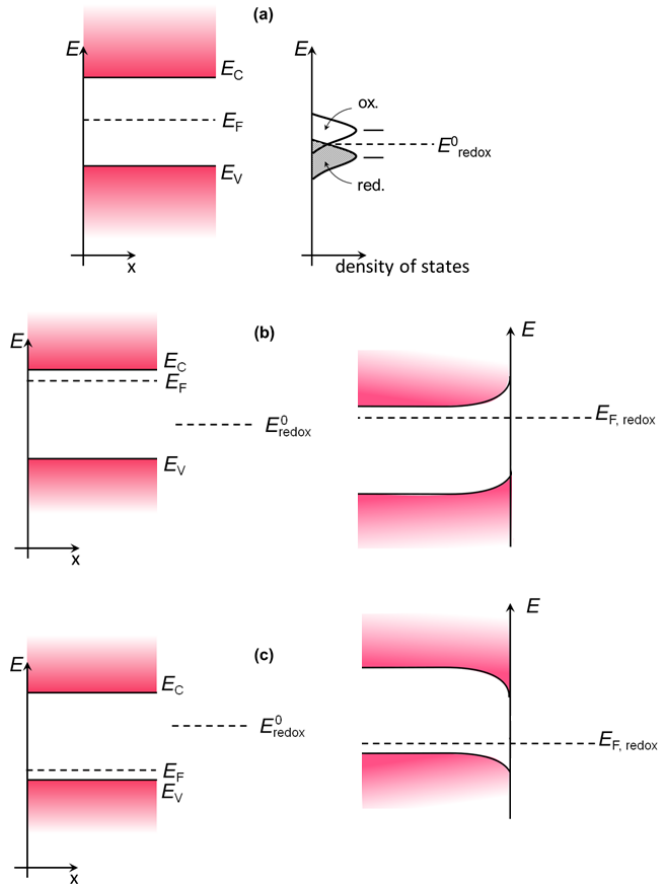 (a)
E
E_C
E_F
E_V
x
ox.
E^0_redox
red.
density of states
(b)
E
E_C
E_F
E^0_redox
E_V
x
E
E_F, redox
(c)
E
E_C
E^0_redox
E_F
E_V
x
E
E_F, redox